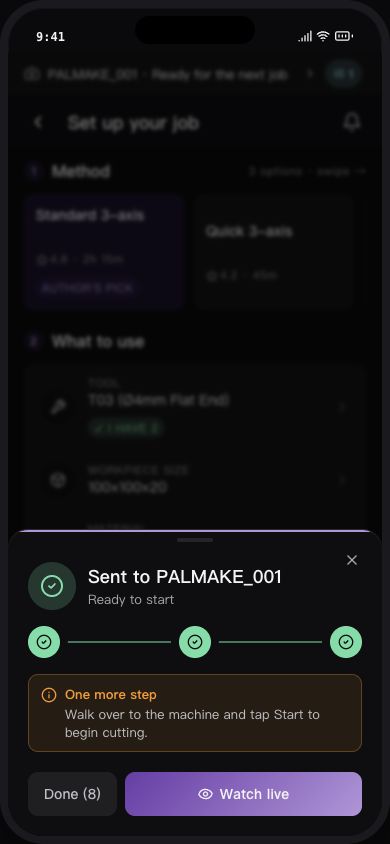 9:41
PALMAKE_001 · Ready for the next job
Set up your job
1 Method
3 options · swipe →
Standard 3-axis
4.8 · 2h 15m
AUTHOR'S PICK
Quick 3-axis
4.2 · 45m
2 What to use
TOOL
T03 (Ø4mm Flat End)
✓ I HAVE 2
WORKPIECE SIZE
100x100x20
MATERIAL
Sent to PALMAKE_001
Ready to start
One more step
Walk over to the machine and tap Start to
begin cutting.
Done (8)
Watch live